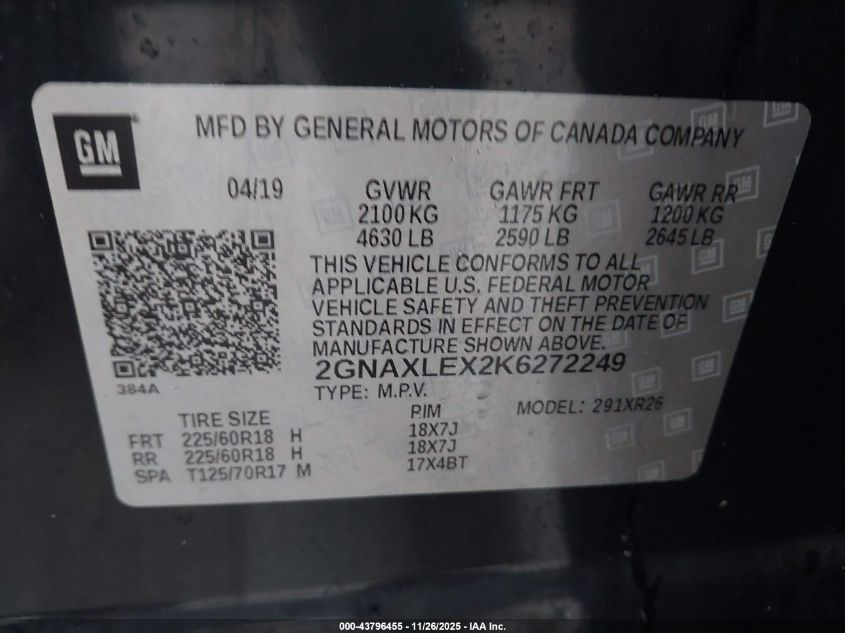 GM
MFD BY GENERAL MOTORS OF CANADA COMPANY
04/19 GVWR GAWR FRT GAWR RR
2100 KG 1175 KG 1200 KG
4630 LB 2590 LB 2645 LB
THIS VEHICLE CONFORMS TO ALL
APPLICABLE U.S. FEDERAL MOTOR
VEHICLE SAFETY AND THEFT PREVENTION
STANDARDS IN EFFECT ON THE DATE OF
MANUFACTURE SHOWN ABOVE.
2GNAXLEX2K6272249
384A
TYPE: M.P.V.
MODEL: 291XR26
TIRE SIZE RIM
FRT 225/60R18 H 18X7J
RR 225/60R18 H 18X7J
SPA T125/70R17 M 17X4BT
000-43796455 - 11/26/2025 - IAA Inc.